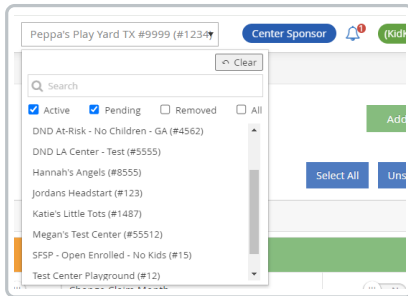 Peppa's Play Yard TX #9999 (#1234
Center Sponsor
1
(KidK
Clear
Search
Active Pending Removed All
DND At-Risk - No Children - GA (#4562)
DND LA Center - Test (#5555)
Hannah's Angels (#8555)
Jordans Headstart (#123)
Katie's Little Tots (#1487)
Megan's Test Center (#55512)
SFSP - Open Enrolled - No Kids (#15)
Test Center Playground (#12)
Add
Select All
Uns
Change Claim Month